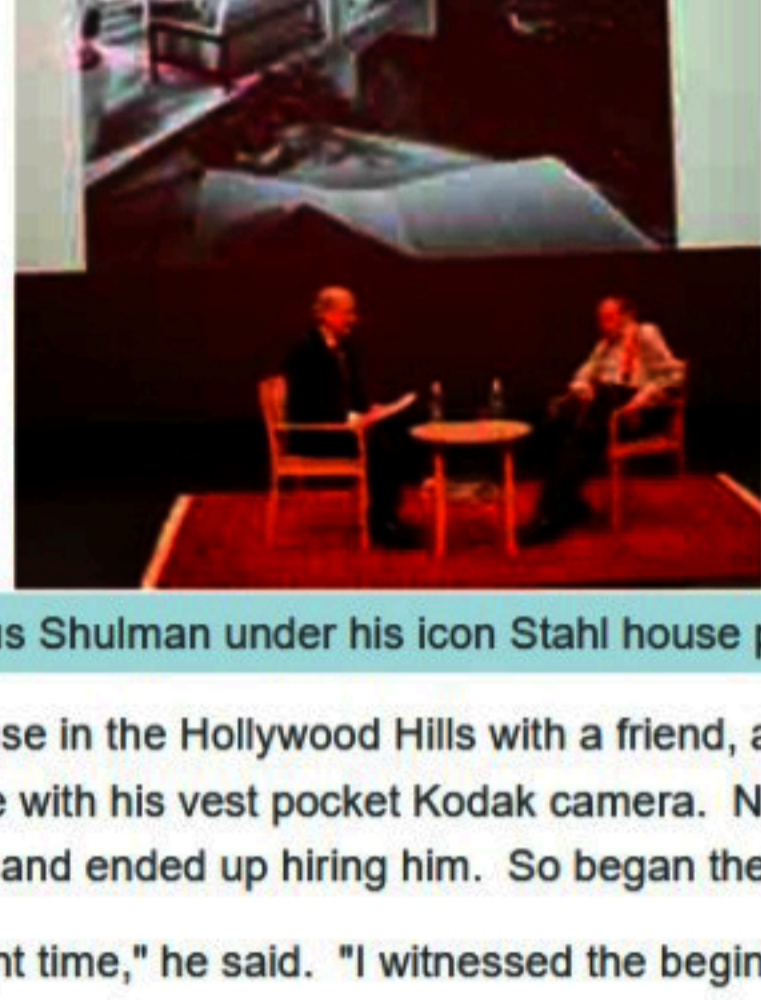 us Shulman under his icon Stahl house p
se in the Hollywood Hills with a friend, a
e with his vest pocket Kodak camera. N
and ended up hiring him. So began the
nt time," he said. "I witnessed the begin